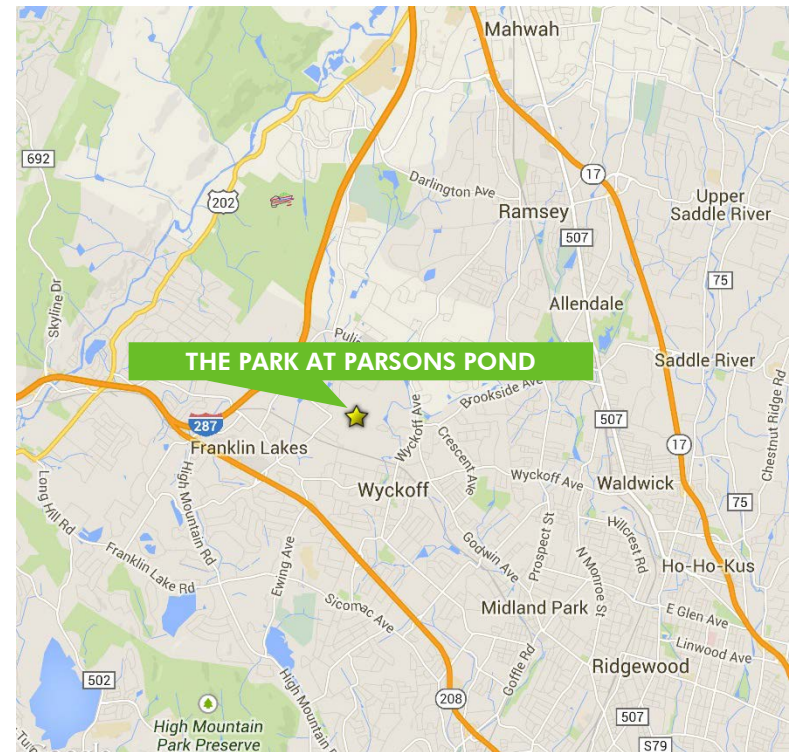 Mahwah
692
17
Darlington Ave
Upper
Saddle River
202
Ramsey
507
75
Skyline Dr
Allendale
THE PARK AT PARSONS POND
Saddle River
Brookside Ave
287
507
Chestnut Ridge Rd
Franklin Lakes
Wyckoff Ave
Crescent Ave
17
High Mountain Rd
Long Hill Rd
Wyckoff
Wyckoff Ave
Waldwick
75
Prospect St
Hillcrest Rd
Franklin Lake Rd
Ewing Ave
Goowin Ave
N Monroe St
Ho-Ho-Kus
Sicomac Ave
Midland Park
E Glen Ave
Linwood Ave
Goffle Rd
Ridgewood
502
208
High Mountain
Park Preserve
507
S79